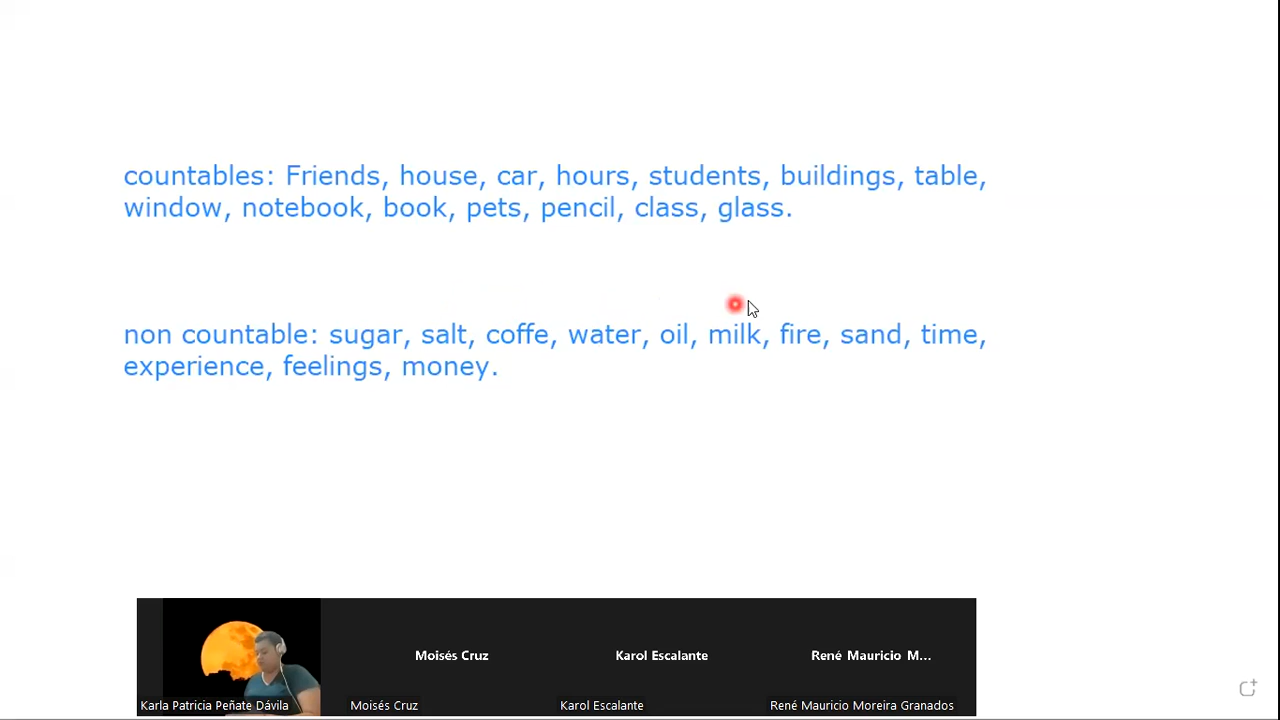 countables: Friends, house, car, hours, students, buildings, table,
window, notebook, book, pets, pencil, class, glass.
non countable: sugar, salt, coffe, water, oil, milk, fire, sand, time,
experience, feelings, money.
Moisés Cruz
Karol Escalante
René Mauricio M...
Karla Patricia Peñate Dávila
Moisés Cruz
Karol Escalante
René Mauricio Moreira Granados